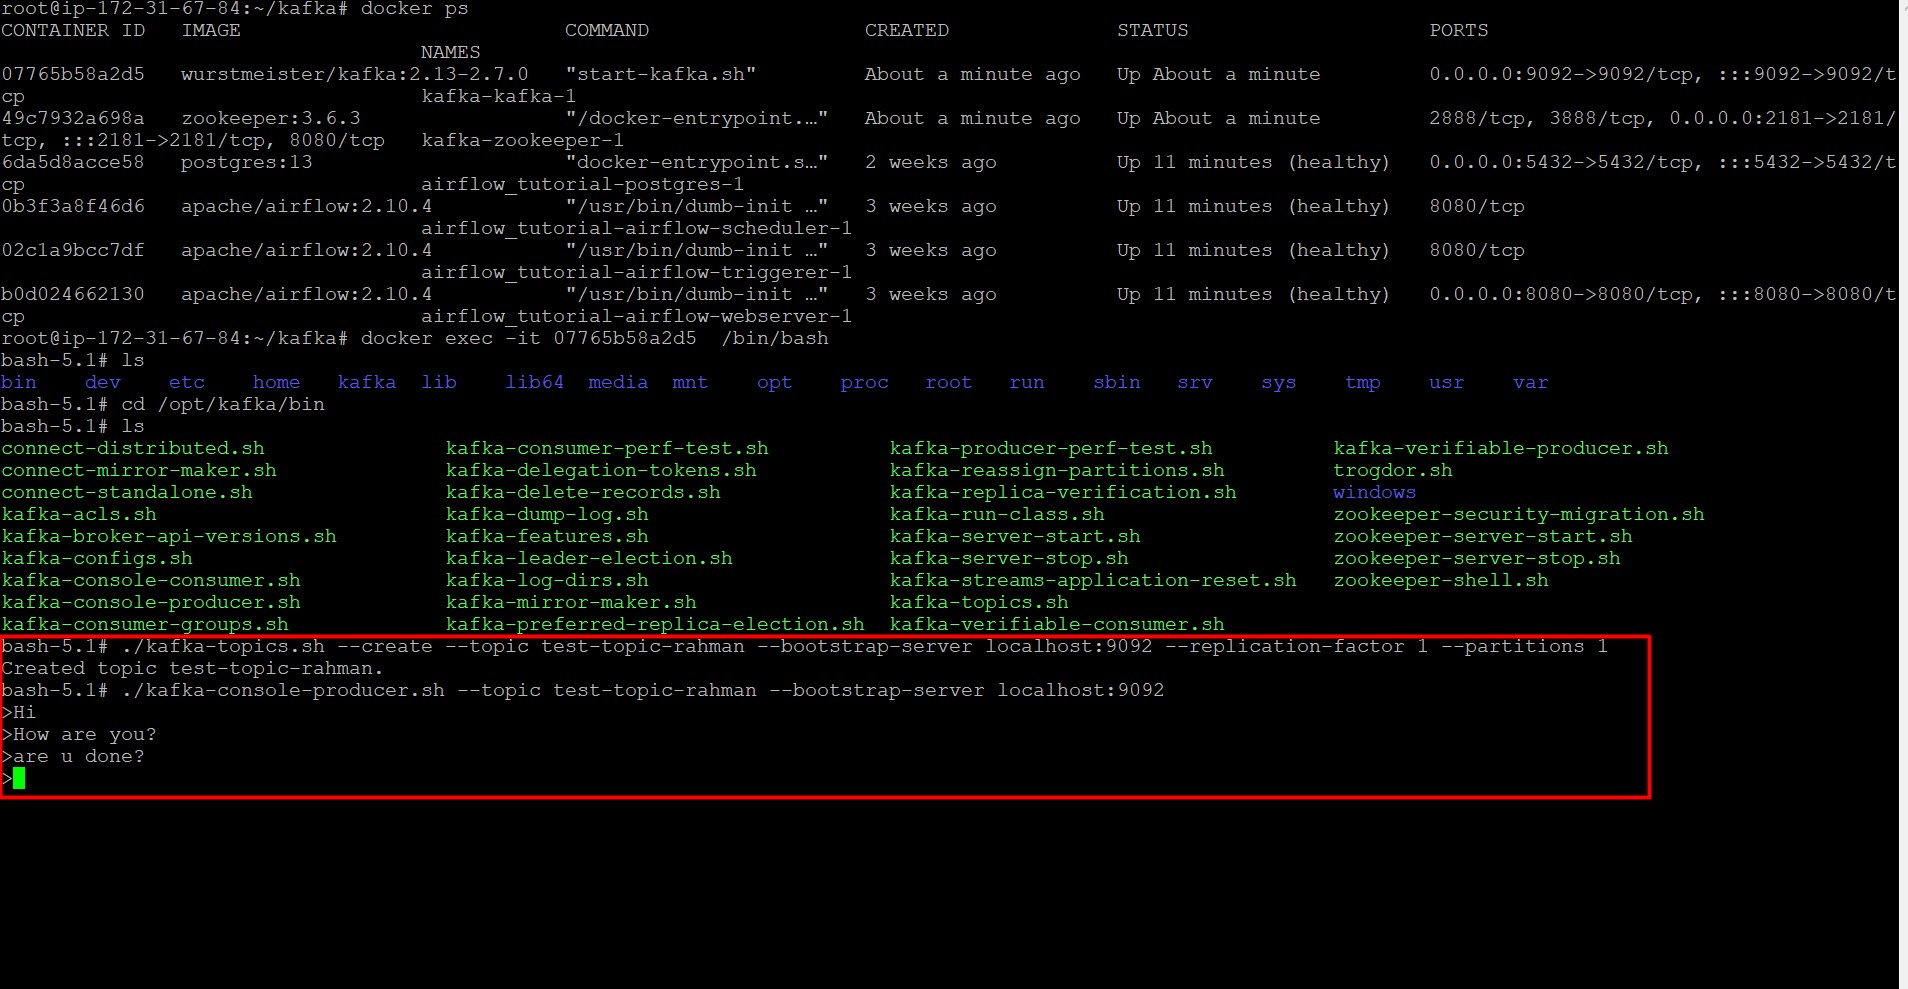 root@ip-172-31-67-84:~/kafka# docker ps
CONTAINER ID   IMAGE                           COMMAND                  CREATED              STATUS                    PORTS
                                   NAMES
07765b58a2d5   wurstmeister/kafka:2.13-2.7.0   "start-kafka.sh"         About a minute ago   Up About a minute         0.0.0.0:9092->9092/tcp, :::9092->9092/t
cp                                 kafka-kafka-1
49c7932a698a   zookeeper:3.6.3                 "/docker-entrypoint.…"   About a minute ago   Up About a minute         2888/tcp, 3888/tcp, 0.0.0.0:2181->2181/
tcp, :::2181->2181/tcp, 8080/tcp   kafka-zookeeper-1
6da5d8acce58   postgres:13                     "docker-entrypoint.s…"   2 weeks ago          Up 11 minutes (healthy)   0.0.0.0:5432->5432/tcp, :::5432->5432/t
cp                                 airflow_tutorial-postgres-1
0b3f3a8f46d6   apache/airflow:2.10.4           "/usr/bin/dumb-init …"   3 weeks ago          Up 11 minutes (healthy)   8080/tcp
                                   airflow_tutorial-airflow-scheduler-1
02c1a9bcc7df   apache/airflow:2.10.4           "/usr/bin/dumb-init …"   3 weeks ago          Up 11 minutes (healthy)   8080/tcp
                                   airflow_tutorial-airflow-triggerer-1
b0d024662130   apache/airflow:2.10.4           "/usr/bin/dumb-init …"   3 weeks ago          Up 11 minutes (healthy)   0.0.0.0:8080->8080/tcp, :::8080->8080/t
cp                                 airflow_tutorial-airflow-webserver-1
root@ip-172-31-67-84:~/kafka# docker exec -it 07765b58a2d5  /bin/bash
bash-5.1# ls
bin    dev    etc    home   kafka  lib    lib64  media  mnt    opt    proc   root   run    sbin   srv    sys    tmp    usr    var
bash-5.1# cd /opt/kafka/bin
bash-5.1# ls
connect-distributed.sh               kafka-consumer-perf-test.sh          kafka-producer-perf-test.sh          kafka-verifiable-producer.sh
connect-mirror-maker.sh              kafka-delegation-tokens.sh           kafka-reassign-partitions.sh         trogdor.sh
connect-standalone.sh                kafka-delete-records.sh              kafka-replica-verification.sh        windows
kafka-acls.sh                        kafka-dump-log.sh                    kafka-run-class.sh                   zookeeper-security-migration.sh
kafka-broker-api-versions.sh         kafka-features.sh                    kafka-server-start.sh                zookeeper-server-start.sh
kafka-configs.sh                     kafka-leader-election.sh             kafka-server-stop.sh                 zookeeper-server-stop.sh
kafka-console-consumer.sh            kafka-log-dirs.sh                    kafka-streams-application-reset.sh   zookeeper-shell.sh
kafka-console-producer.sh            kafka-mirror-maker.sh                kafka-topics.sh
kafka-consumer-groups.sh             kafka-preferred-replica-election.sh  kafka-verifiable-consumer.sh
bash-5.1# ./kafka-topics.sh --create --topic test-topic-rahman --bootstrap-server localhost:9092 --replication-factor 1 --partitions 1
Created topic test-topic-rahman.
bash-5.1# ./kafka-console-producer.sh --topic test-topic-rahman --bootstrap-server localhost:9092
>Hi
>How are you?
>are u done?
>